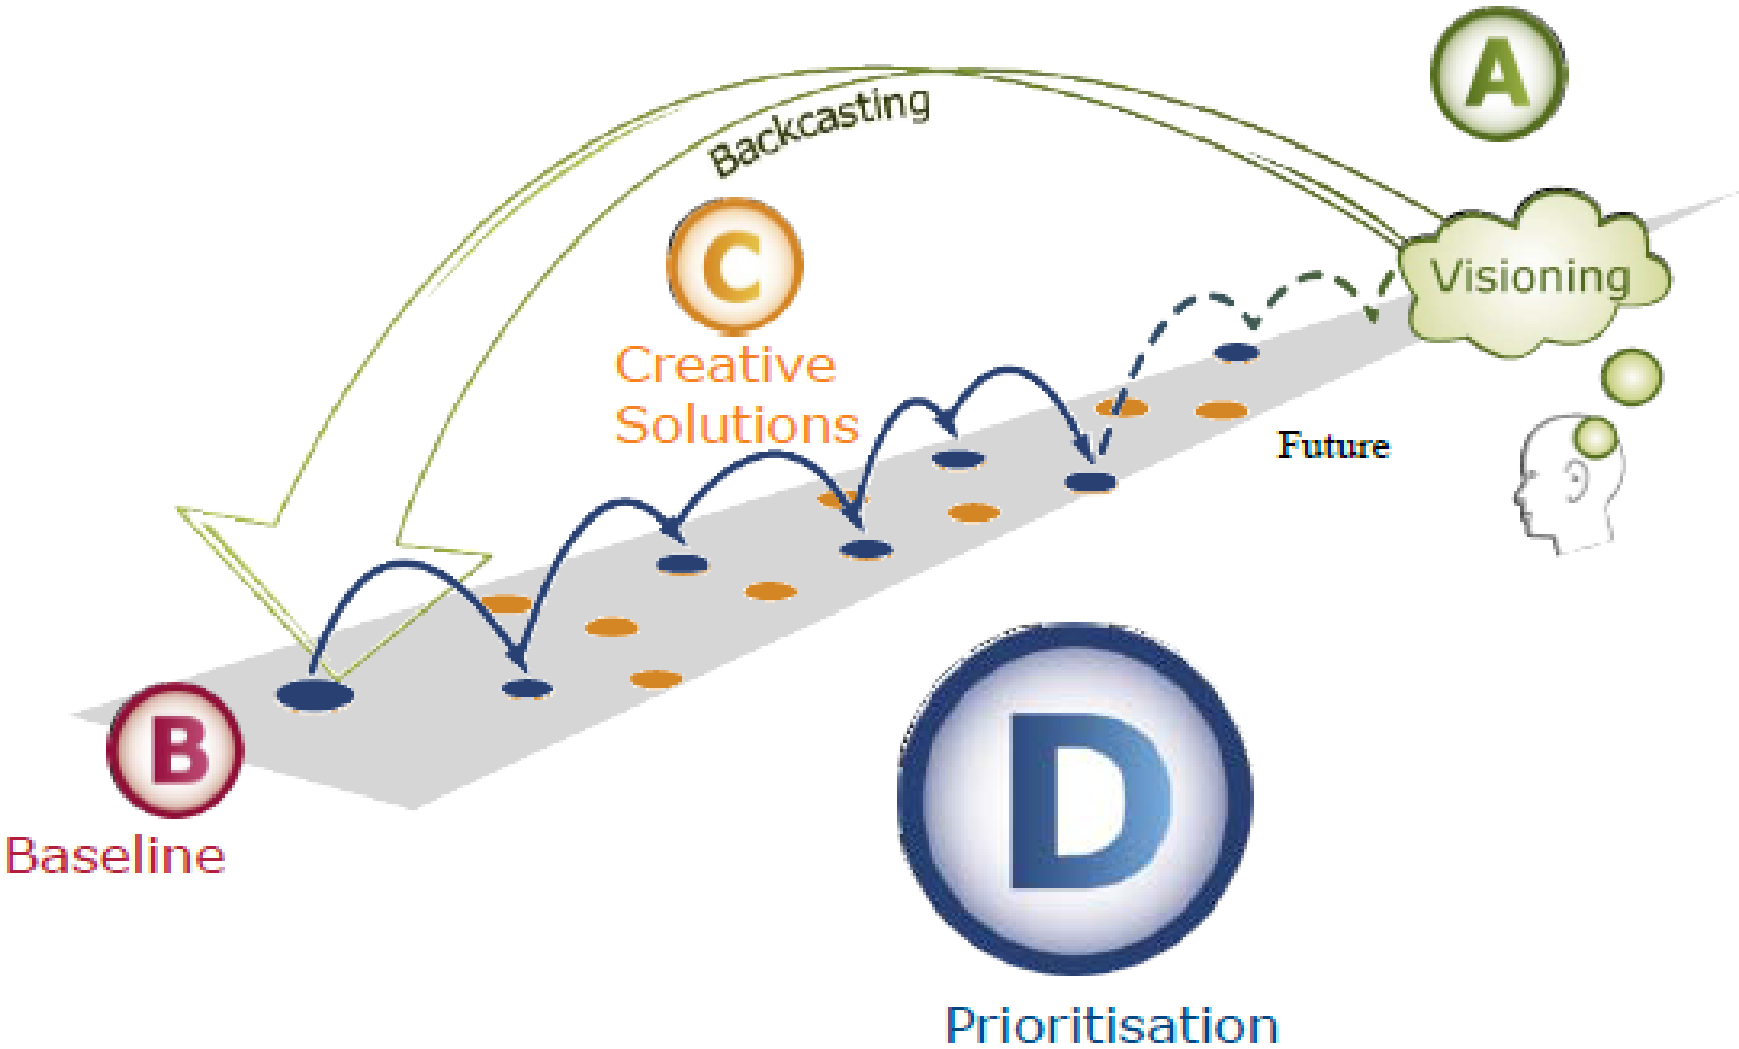 A
Backcasting
C
Visioning
Creative
Solutions
Future
B
D
Baseline
Prioritisation